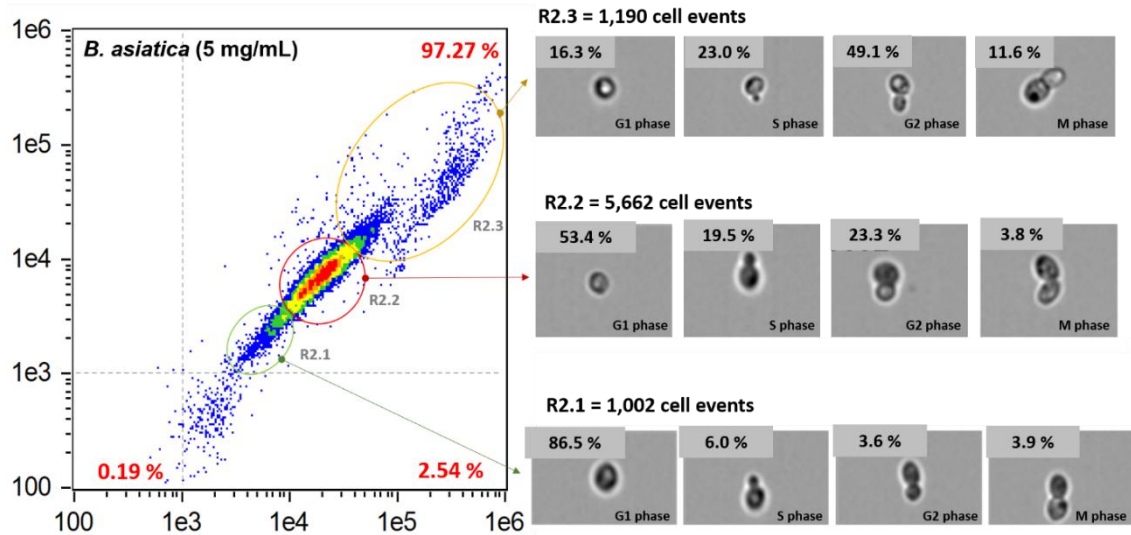 B. asiatica (5 mg/mL)
97.27 %
1e6
1e5
1e4
1e3
100
R2.3
R2.2
R2.1
0.19 %
2.54 %
100
1e3
1e4
1e5
1e6
R2.3 = 1,190 cell events
16.3 %
23.0 %
49.1 %
11.6 %
G1 phase
S phase
G2 phase
M phase
R2.2 = 5,662 cell events
53.4 %
19.5 %
23.3 %
3.8 %
G1 phase
S phase
G2 phase
M phase
R2.1 = 1,002 cell events
86.5 %
6.0 %
3.6 %
3.9 %
G1 phase
S phase
G2 phase
M phase